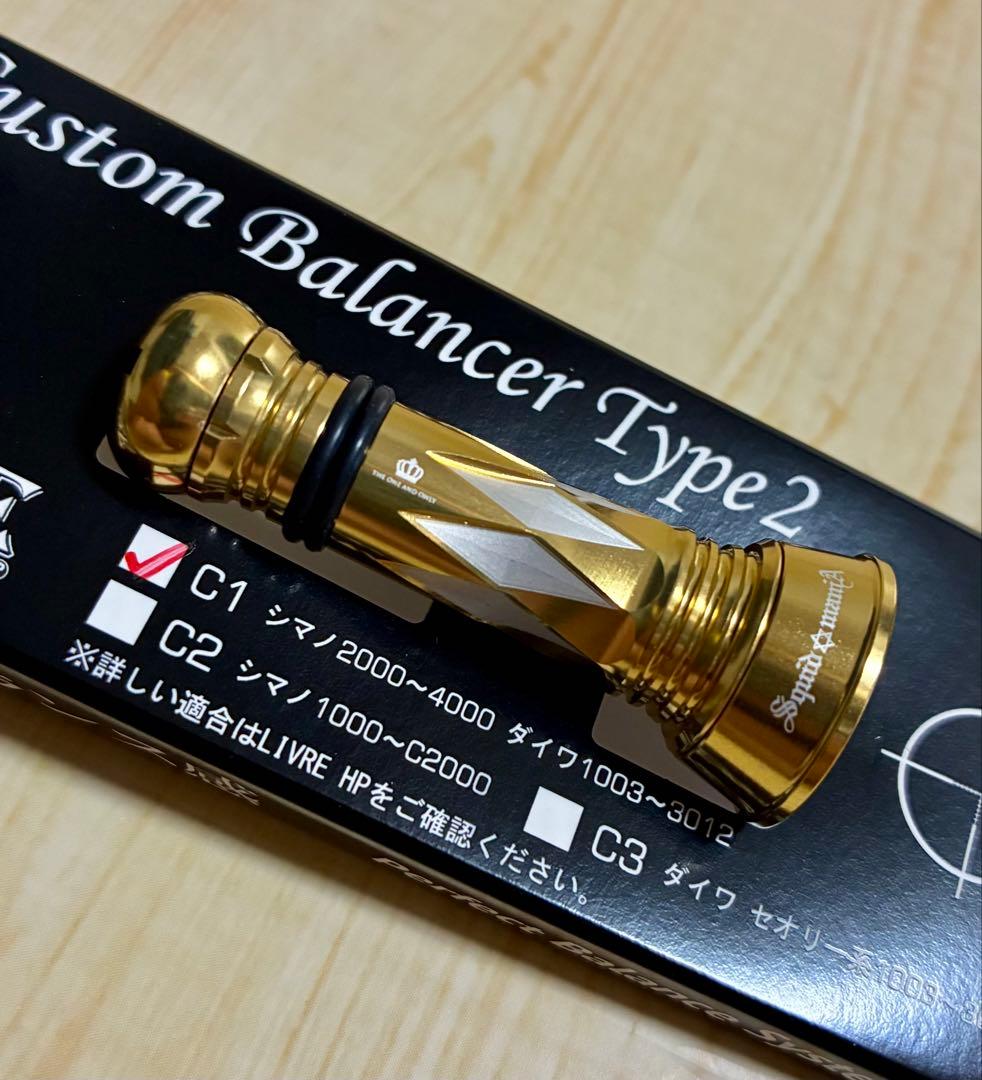 Custom Balancer Type2
THE ONE AND ONLY
Squid☆maniA
C1 シマノ2000〜4000 ダイワ1003〜3012
C2 シマノ1000〜C2000
C3 ダイワ セオリー系1003〜
※詳しい適合はLIVRE HPをご確認ください。
Perfect Balance System